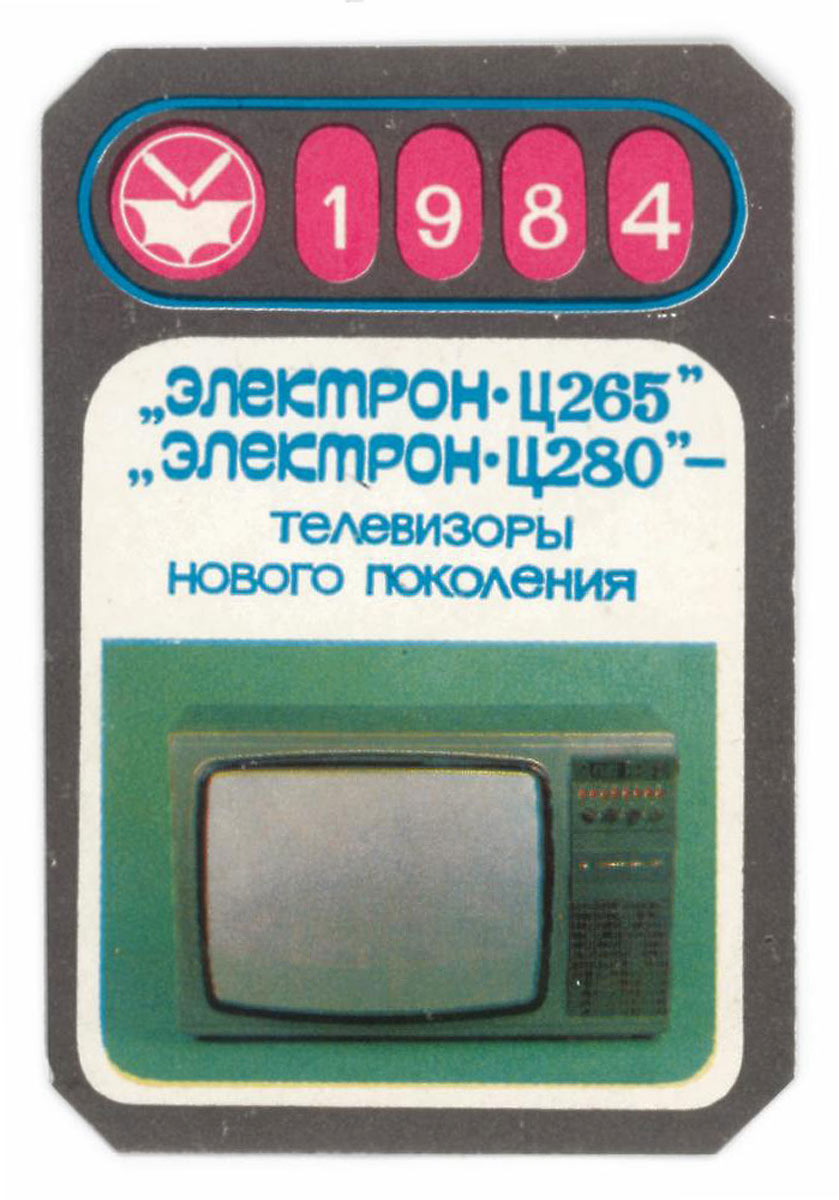 1984
„Электрон·Ц265”
„Электрон·Ц280”–
телевизоры
нового поколения